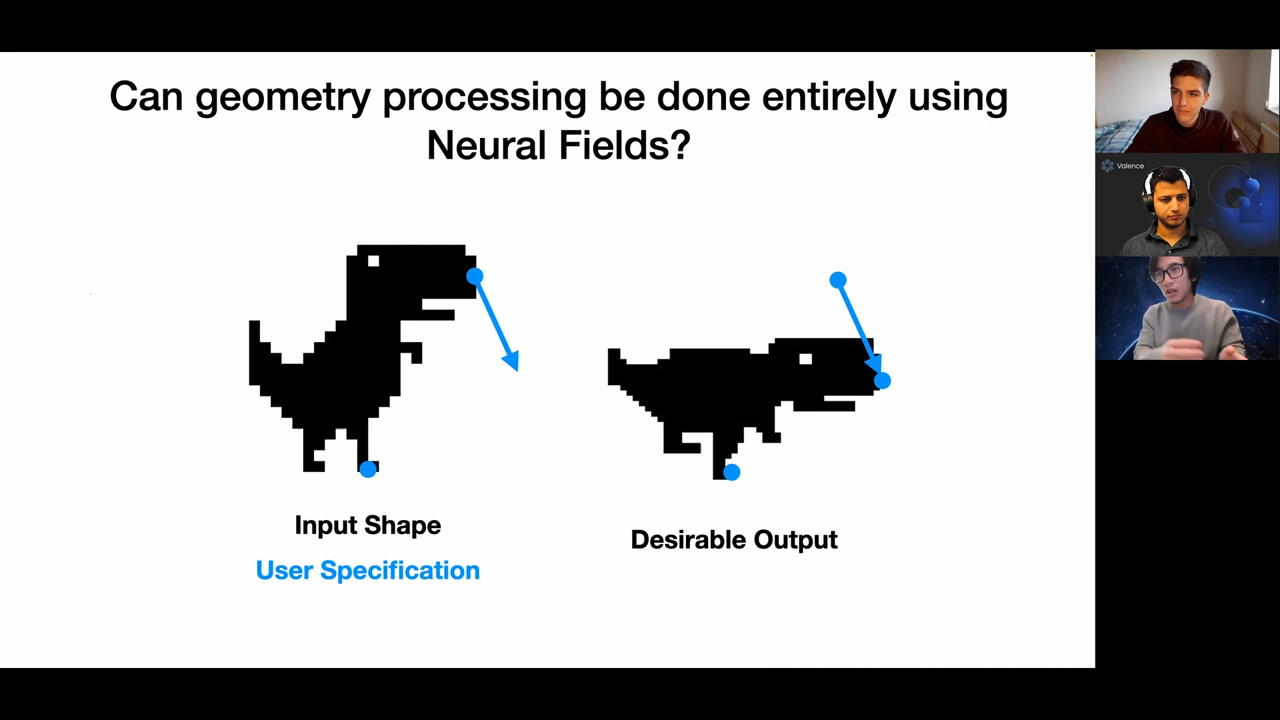 Can geometry processing be done entirely using
Neural Fields?
Input Shape
User Specification
Desirable Output
Valence